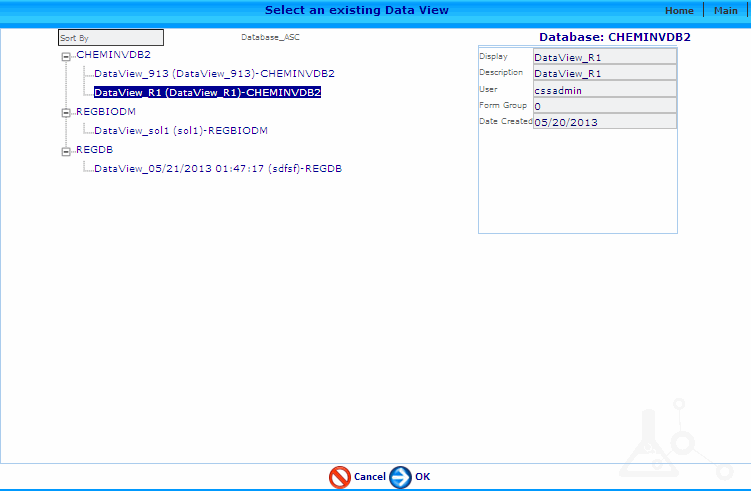 Select an existing Data View
Home
Main
Sort By
Database_ASC
CHEMINVDB2
DataView_913 (DataView_913)-CHEMINVDB2
DataView_R1 (DataView_R1)-CHEMINVDB2
REGBIODM
DataView_sol1 (sol1)-REGBIODM
REGDB
DataView_05/21/2013 01:47:17 (sdfsf)-REGDB
Database: CHEMINVDB2
Display DataView_R1
Description DataView_R1
User cssadmin
Form Group 0
Date Created 05/20/2013
Cancel
OK